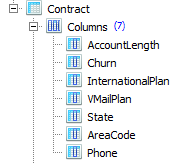 Contract
Columns (7)
AccountLength
Churn
InternationalPlan
VMailPlan
State
AreaCode
Phone